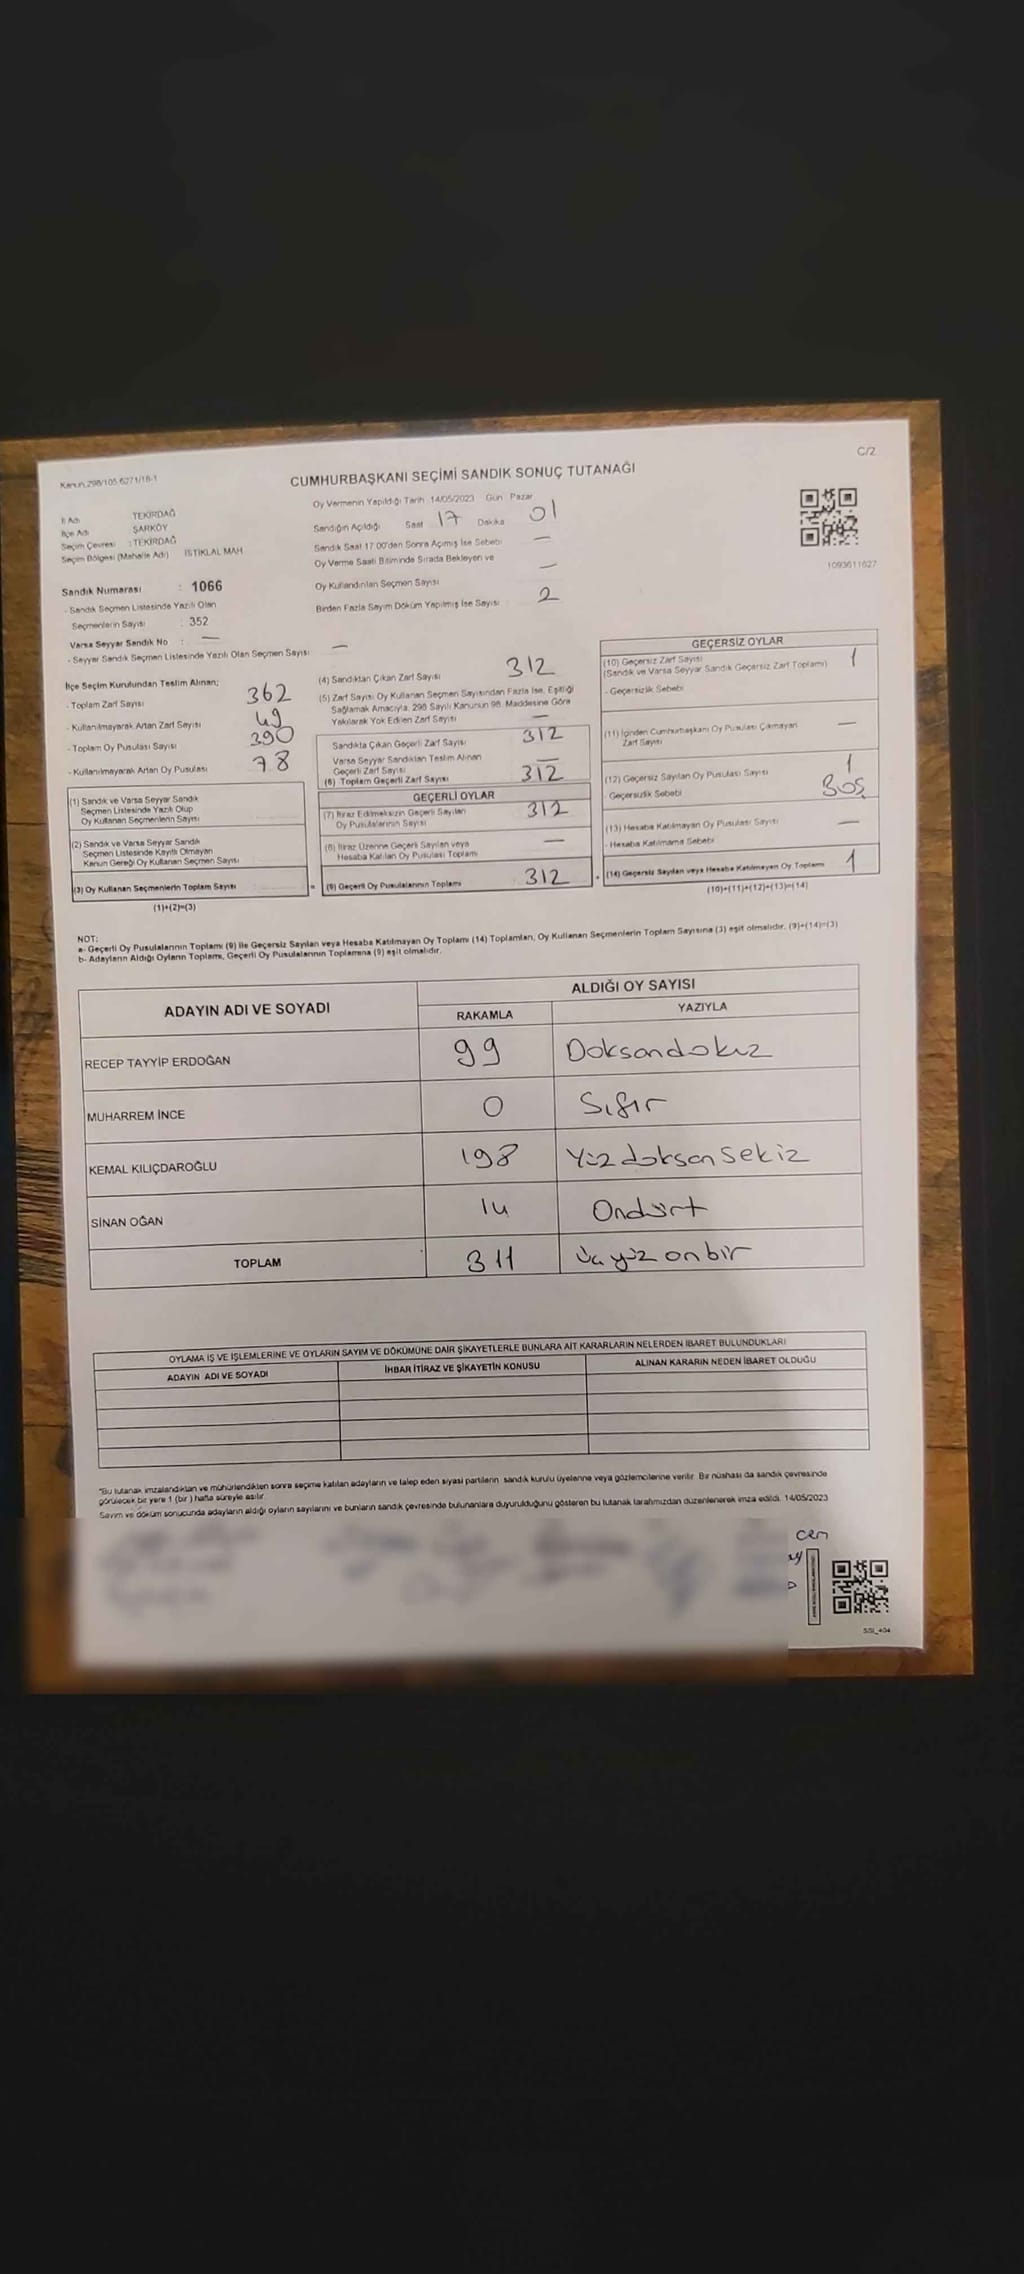 C/2
Kanun,298/105,6271/18-1
CUMHURBAŞKANI SEÇİMİ SANDIK SONUÇ TUTANAĞI
Oy Vermenin Yapıldığı Tarih :14/05/2023 Gün Pazar
İl Adı TEKİRDAĞ
İlçe Adı ŞARKÖY
Seçim Çevresi : TEKİRDAĞ
Seçim Bölgesi (Mahalle Adı) İSTİKLAL MAH
Sandığın Açıldığı Saat 17 Dakika 01
Sandık Saat 17:00'den Sonra Açımış İse Sebebi —
Oy Verme Saati Bitiminde Sırada Bekleyen ve
Oy Kullandırılan Seçmen Sayısı —
Birden Fazla Sayım Döküm Yapılmış İse Sayısı 2
1093611627
Sandık Numarası : 1066
- Sandık Seçmen Listesinde Yazılı Olan
Seçmenlerin Sayısı : 352
Varsa Seyyar Sandık No : —
- Seyyar Sandık Seçmen Listesinde Yazılı Olan Seçmen Sayısı —
İlçe Seçim Kurulundan Teslim Alınan;
- Toplam Zarf Sayısı 362
- Kullanılmayarak Artan Zarf Sayısı 49
- Toplam Oy Pusulası Sayısı 390
- Kullanılmayarak Artan Oy Pusulası 78
(1) Sandık ve Varsa Seyyar Sandık
Seçmen Listesinde Yazılı Olup
Oy Kullanan Seçmenlerin Sayısı
(2) Sandık ve Varsa Seyyar Sandık
Seçmen Listesinde Kayıtlı Olmayan
Kanun Gereği Oy Kullanan Seçmen Sayısı
(3) Oy Kullanan Seçmenlerin Toplam Sayısı
(1)+(2)=(3)
(4) Sandıktan Çıkan Zarf Sayısı 312
(5) Zarf Sayısı Oy Kullanan Seçmen Sayısından Fazla İse, Eşitliği
Sağlamak Amacıyla, 298 Sayılı Kanunun 98. Maddesine Göre
Yakılarak Yok Edilen Zarf Sayısı —
Sandıkta Çıkan Geçerli Zarf Sayısı 312
Varsa Seyyar Sandıktan Teslim Alınan
Geçerli Zarf Sayısı —
(6) Toplam Geçerli Zarf Sayısı 312
GEÇERLİ OYLAR
(7) İtiraz Edilmeksizin Geçerli Sayılan
Oy Pusulalarının Sayısı 312
(8) İtiraz Üzerine Geçerli Sayılan veya
Hesaba Katılan Oy Pusulası Toplamı —
= (9) Geçerli Oy Pusulalarının Toplamı 312
GEÇERSİZ OYLAR
(10) Geçersiz Zarf Sayısı
(Sandık ve Varsa Seyyar Sandık Geçersiz Zarf Toplamı) 1
- Geçersizlik Sebebi
(11) İçinden Cumhurbaşkanı Oy Pusulası Çıkmayan
Zarf Sayısı —
(12) Geçersiz Sayılan Oy Pusulası Sayısı 1
- Geçersizlik Sebebi Boş
(13) Hesaba Katılmayan Oy Pusulası Sayısı —
- Hesaba Katılmama Sebebi
+ (14) Geçersiz Sayılan veya Hesaba Katılmayan Oy Toplamı 1
(10)+(11)+(12)+(13)=(14)
NOT:
a- Geçerli Oy Pusulalarının Toplamı (9) ile Geçersiz Sayılan veya Hesaba Katılmayan Oy Toplamı (14) Toplamları, Oy Kullanan Seçmenlerin Toplam Sayısına (3) eşit olmalıdır. (9)+(14)=(3)
b- Adayların Aldığı Oyların Toplamı, Geçerli Oy Pusulalarının Toplamına (9) eşit olmalıdır.
ADAYIN ADI VE SOYADI ALDIĞI OY SAYISI
RAKAMLA YAZIYLA
RECEP TAYYİP ERDOĞAN 99 Doksandokuz
MUHARREM İNCE 0 Sıfır
KEMAL KILIÇDAROĞLU 198 Yüz doksan sekiz
SİNAN OĞAN 14 Ondört
TOPLAM 311 Üç yüz on bir
OYLAMA İŞ VE İŞLEMLERİNE VE OYLARIN SAYIM VE DÖKÜMÜNE DAİR ŞİKAYETLERLE BUNLARA AİT KARARLARIN NELERDEN İBARET BULUNDUKLARI
ADAYIN ADI VE SOYADI İHBAR İTİRAZ VE ŞİKAYETİN KONUSU ALINAN KARARIN NEDEN İBARET OLDUĞU
*Bu tutanak imzalandıktan ve mühürlendikten sonra seçime katılan adayların ve talep eden siyasi partilerin sandık kurulu üyelerine veya gözlemcilerine verilir. Bir nüshası da sandık çevresinde
görülecek bir yere 1 (bir) hafta süreyle asılır.
Sayım ve döküm sonucunda adayların aldığı oyların sayılarını ve bunların sandık çevresinde bulunanlara duyurulduğunu gösteren bu tutanak tarafımızdan düzenlenerek imza edildi. 14/05/2023
cen